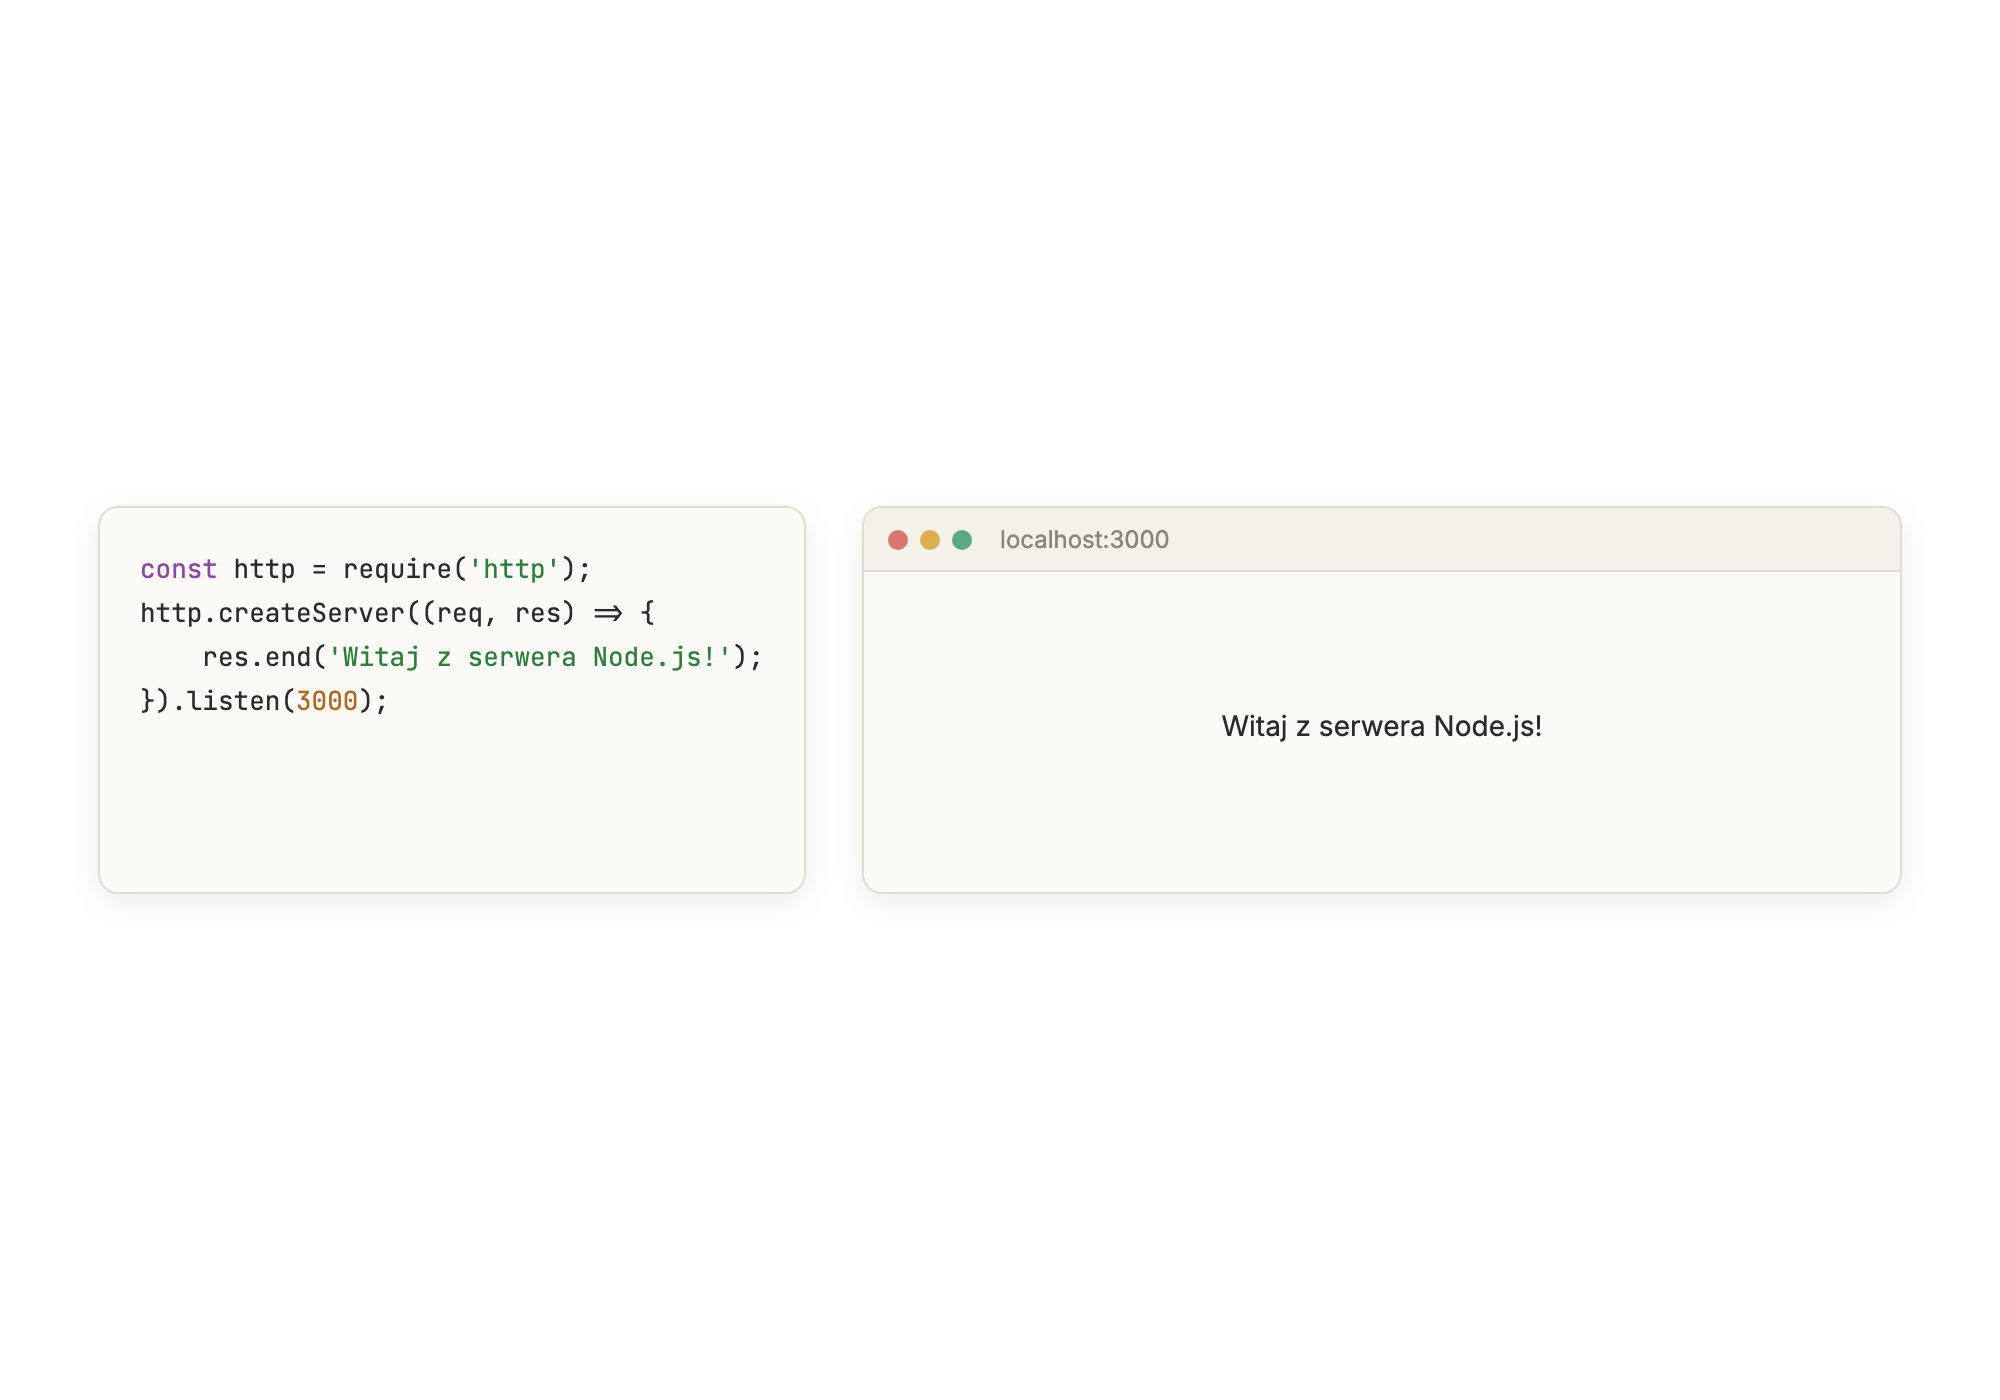 const http = require('http');
http.createServer((req, res) => {
    res.end('Witaj z serwera Node.js!');
}).listen(3000);
localhost:3000
Witaj z serwera Node.js!